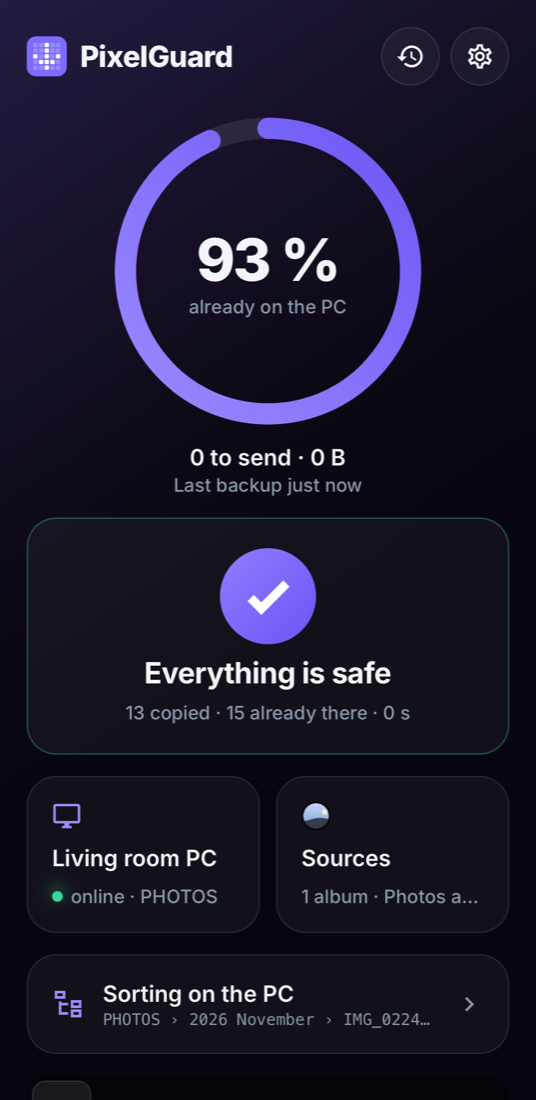 PixelGuard
93 %
already on the PC
0 to send · 0 B
Last backup just now
Everything is safe
13 copied · 15 already there · 0 s
Living room PC
online · PHOTOS
Sources
1 album · Photos a…
Sorting on the PC
PHOTOS › 2026 November › IMG_0224…